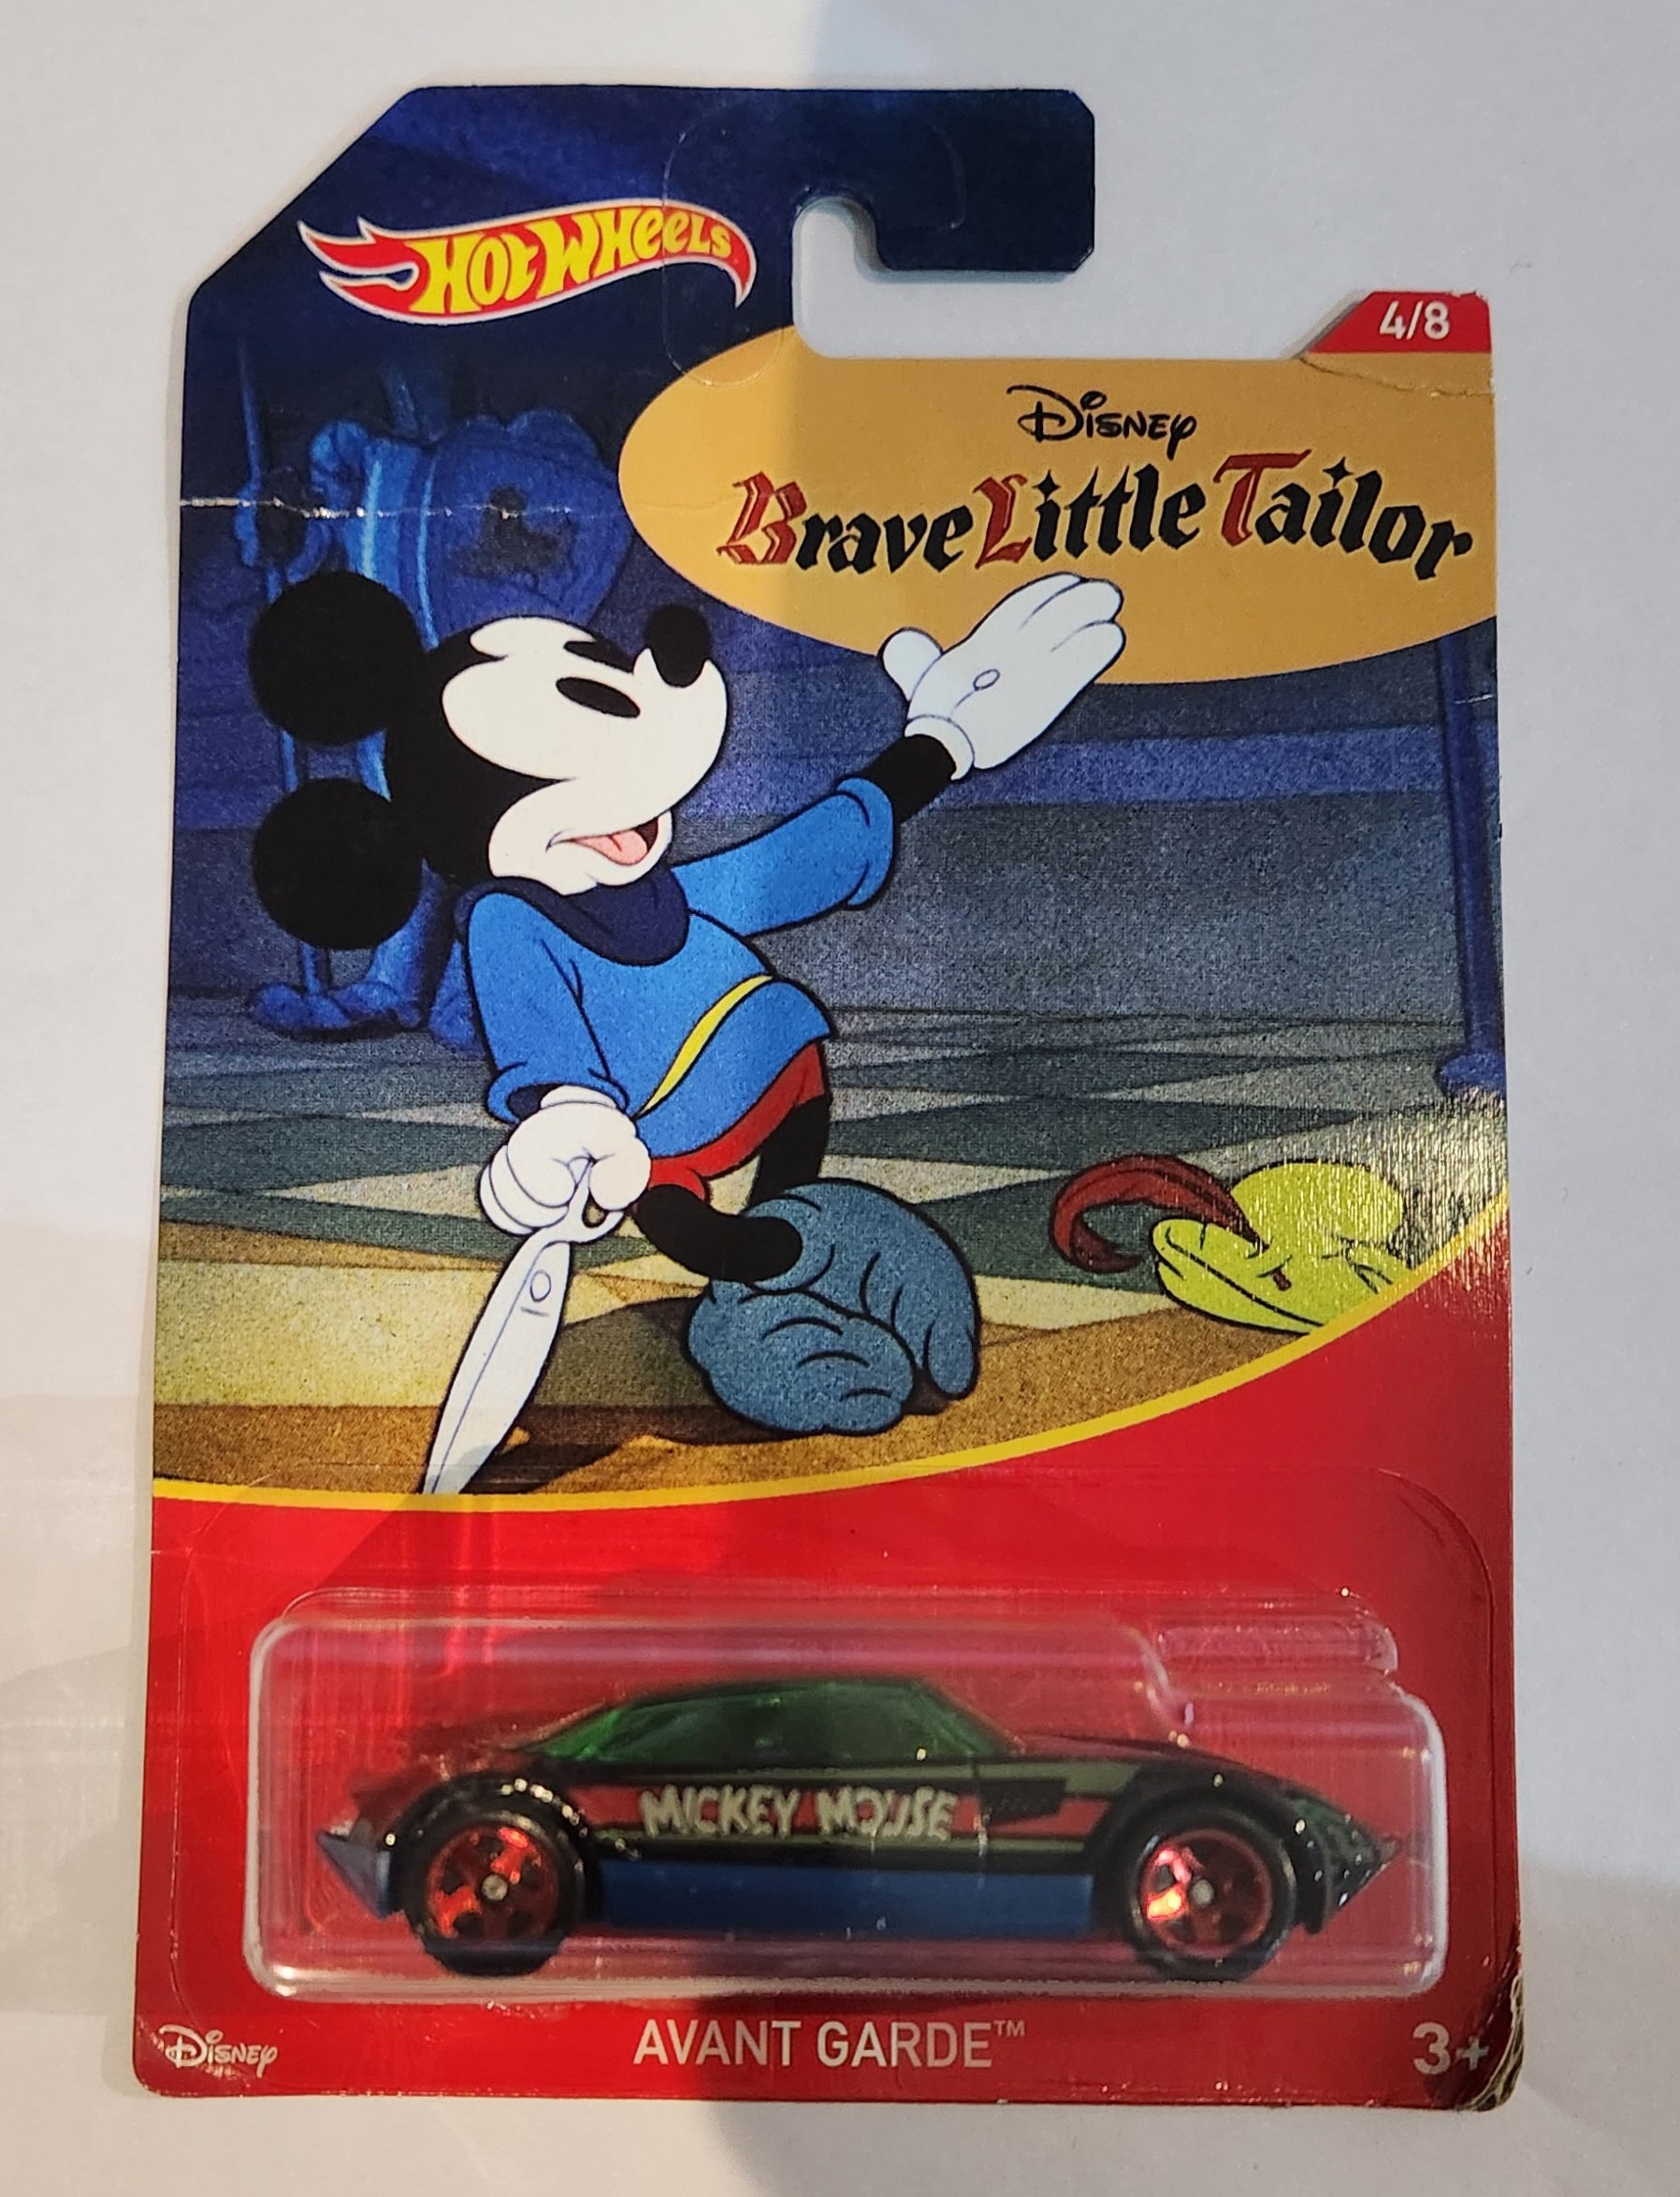 HOT WHEELS
4/8
DISNEY
Brave Little Tailor
MICKEY MOUSE
DISNEY
AVANT GARDE™
3+